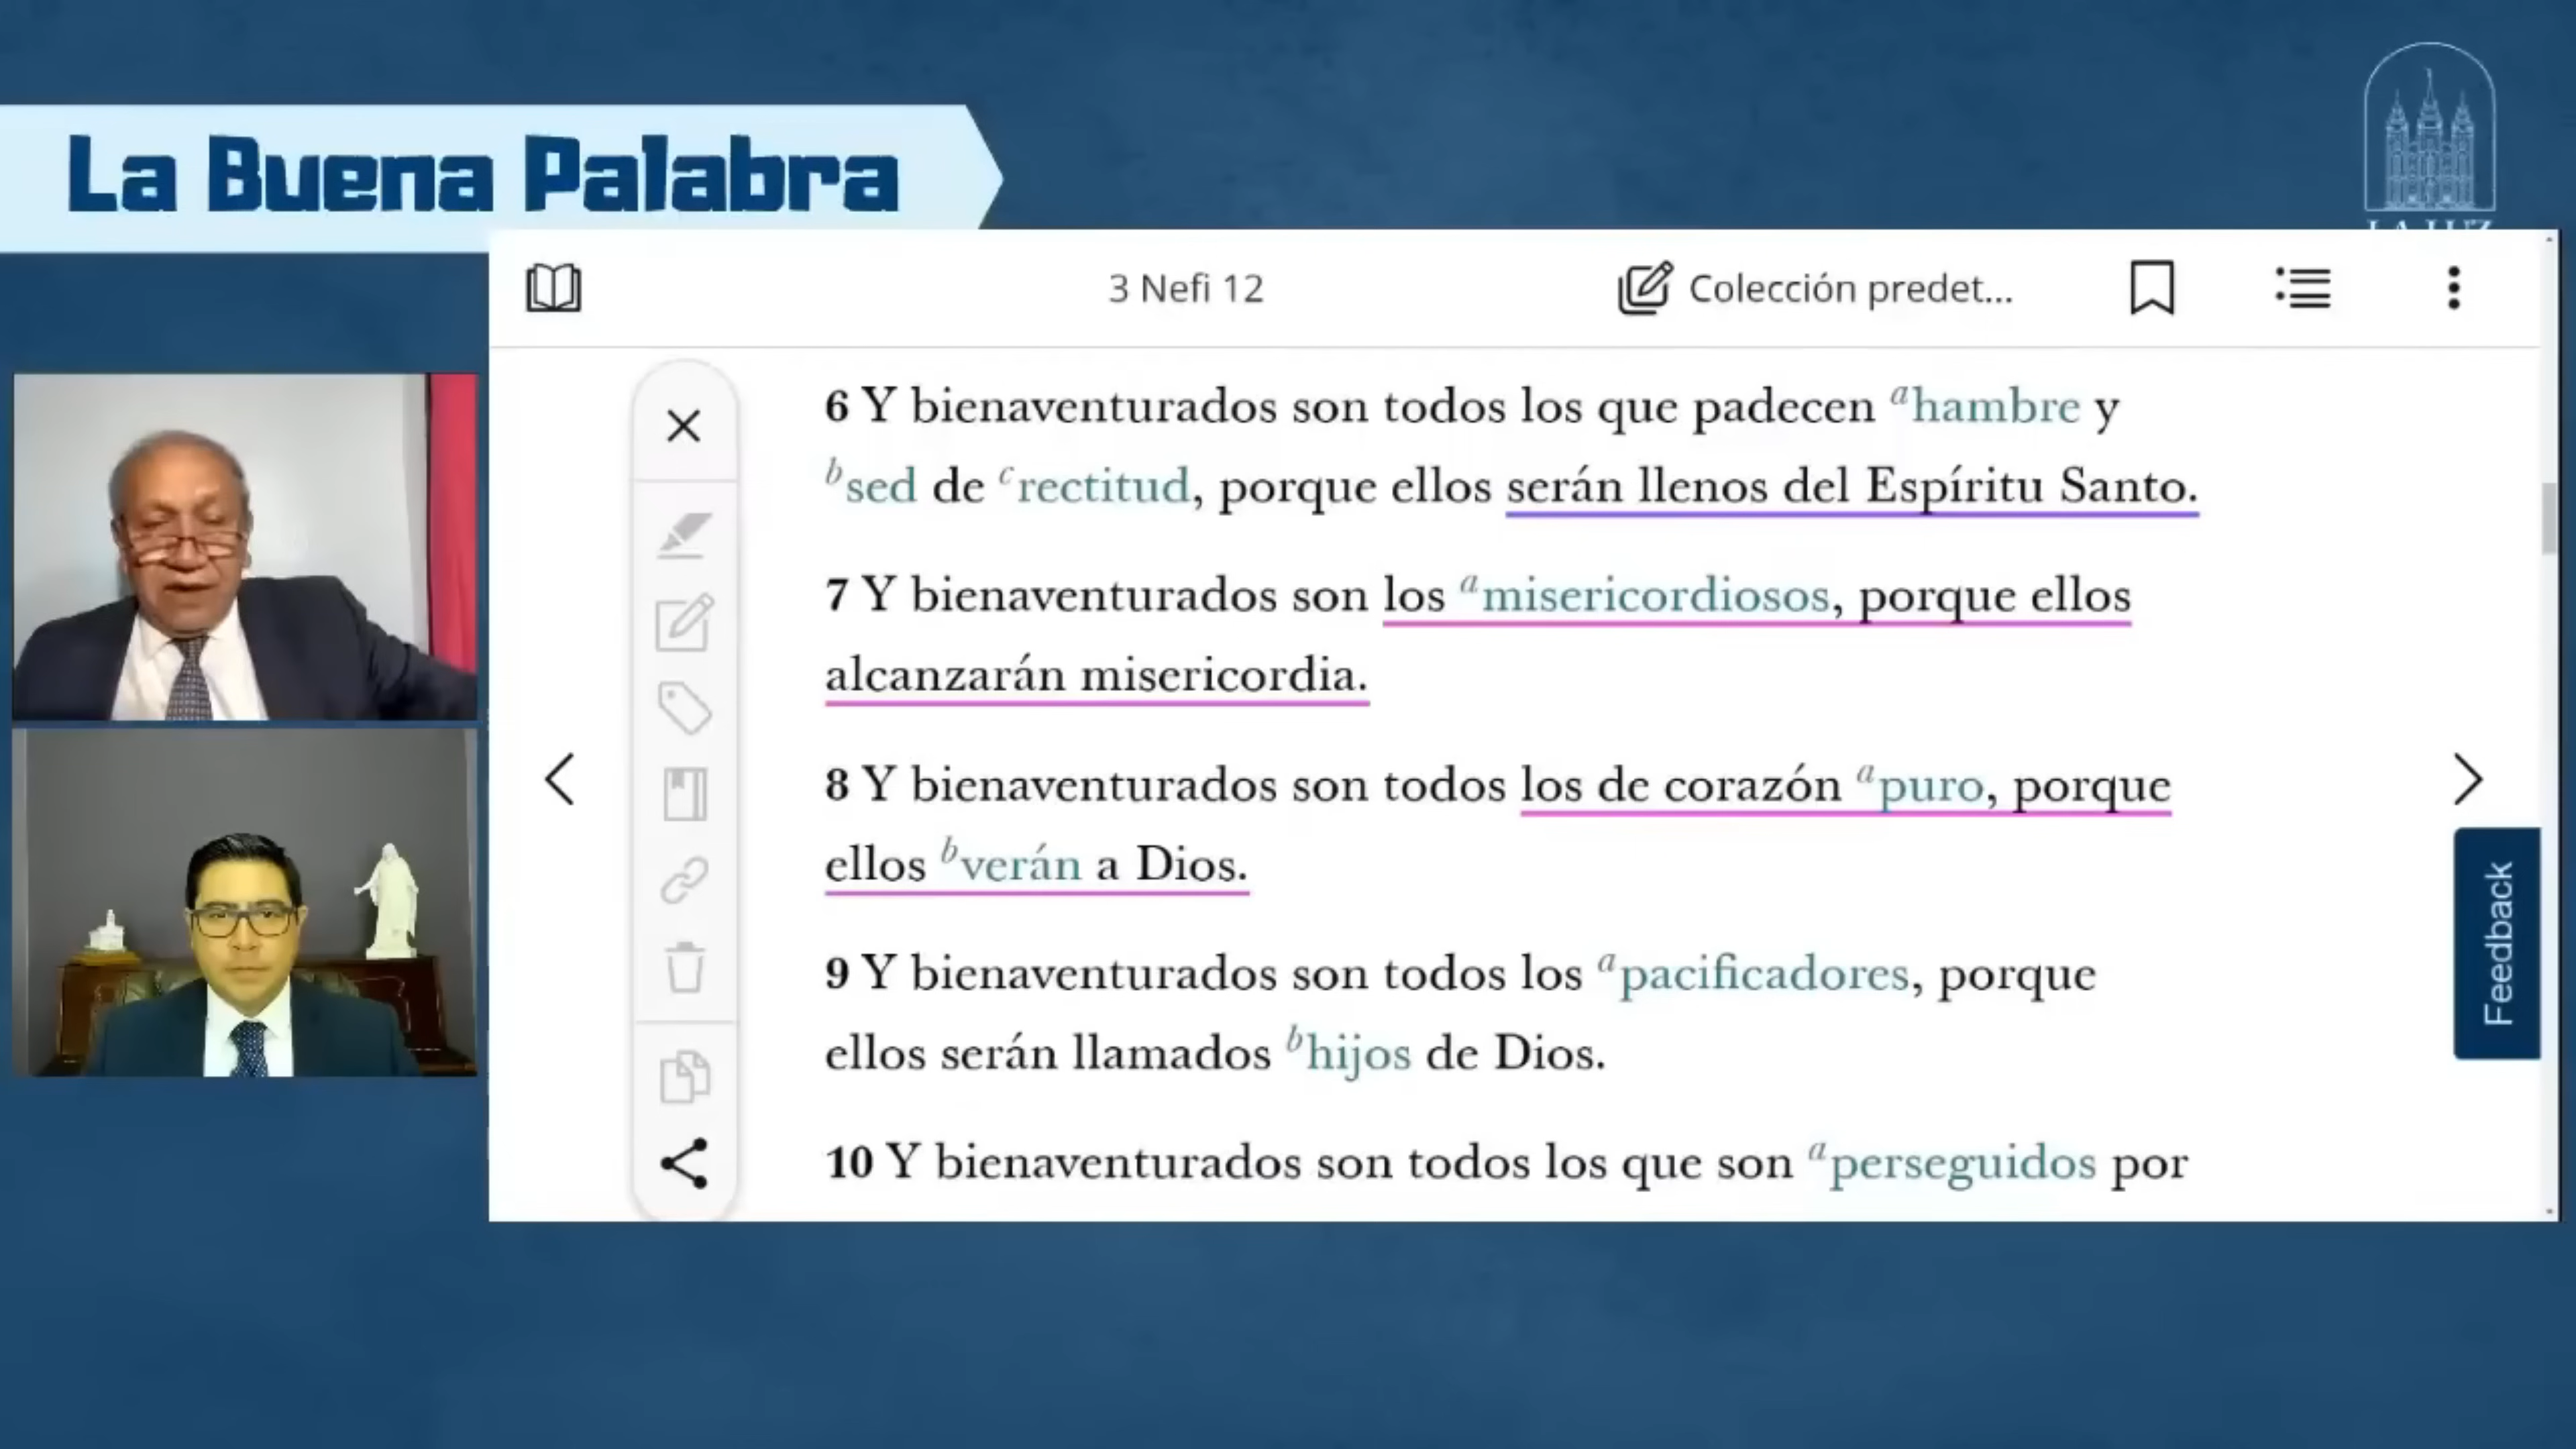 La Buena Palabra
LA LUZ
3 Nefi 12
Colección predet...
6 Y bienaventurados son todos los que padecen ᵃhambre y
ᵇsed de ᶜrectitud, porque ellos serán llenos del Espíritu Santo.
7 Y bienaventurados son los ᵃmisericordiosos, porque ellos
alcanzarán misericordia.
8 Y bienaventurados son todos los de corazón ᵃpuro, porque
ellos ᵇverán a Dios.
9 Y bienaventurados son todos los ᵃpacificadores, porque
ellos serán llamados ᵇhijos de Dios.
10 Y bienaventurados son todos los que son ᵃperseguidos por
Feedback